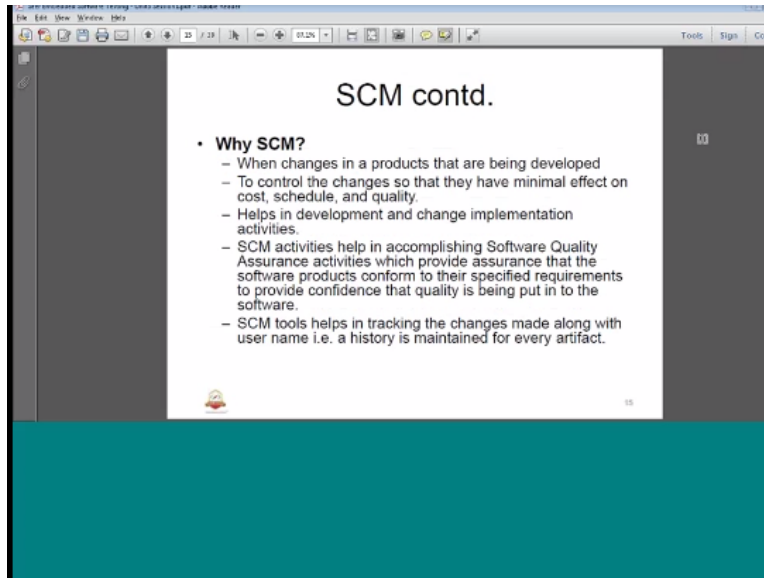 File Edit View Window Help
Tools Sign Co
SCM contd.
• Why SCM?
– When changes in a products that are being developed
– To control the changes so that they have minimal effect on
cost, schedule, and quality.
– Helps in development and change implementation
activities.
– SCM activities help in accomplishing Software Quality
Assurance activities which provide assurance that the
software products conform to their specified requirements
to provide confidence that quality is being put in to the
software.
– SCM tools helps in tracking the changes made along with
user name i.e. a history is maintained for every artifact.
15